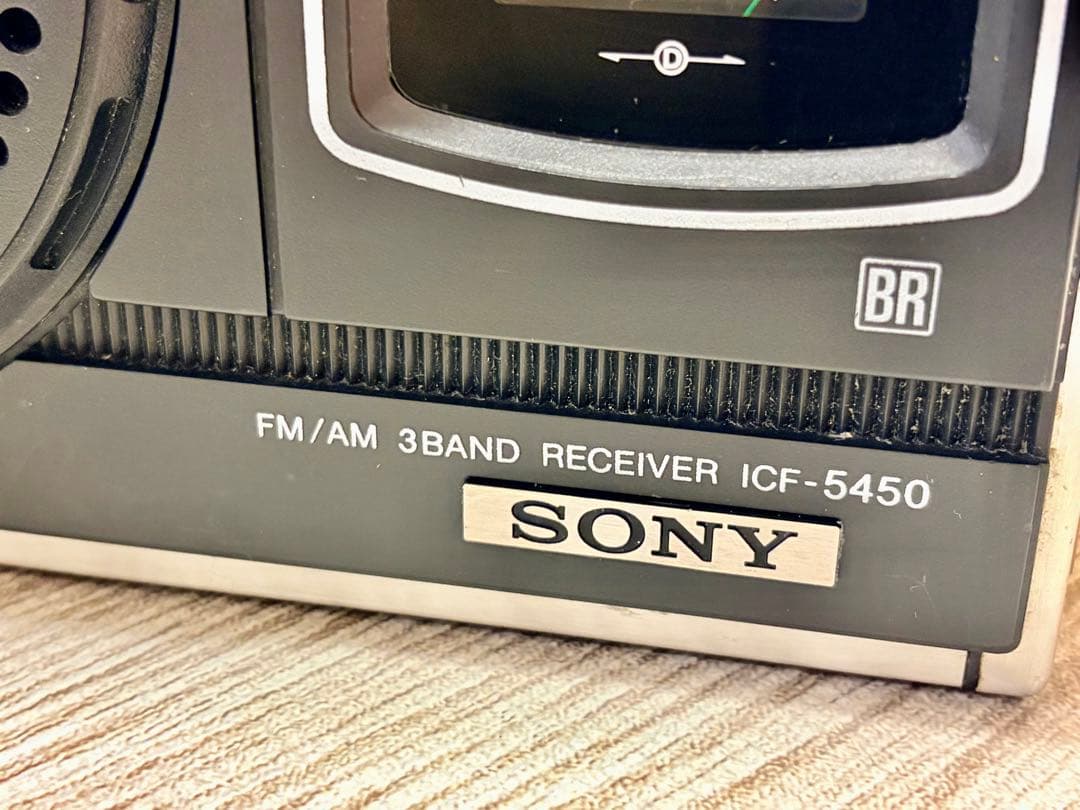 D
BR
FM/AM 3BAND RECEIVER ICF-5450
SONY